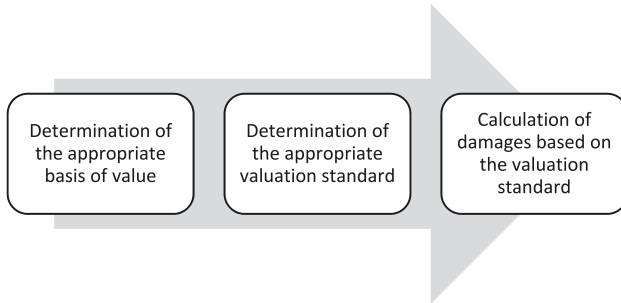 Determination of
the appropriate
basis of value
Determination of
the appropriate
valuation standard
Calculation of
damages based on
the valuation
standard